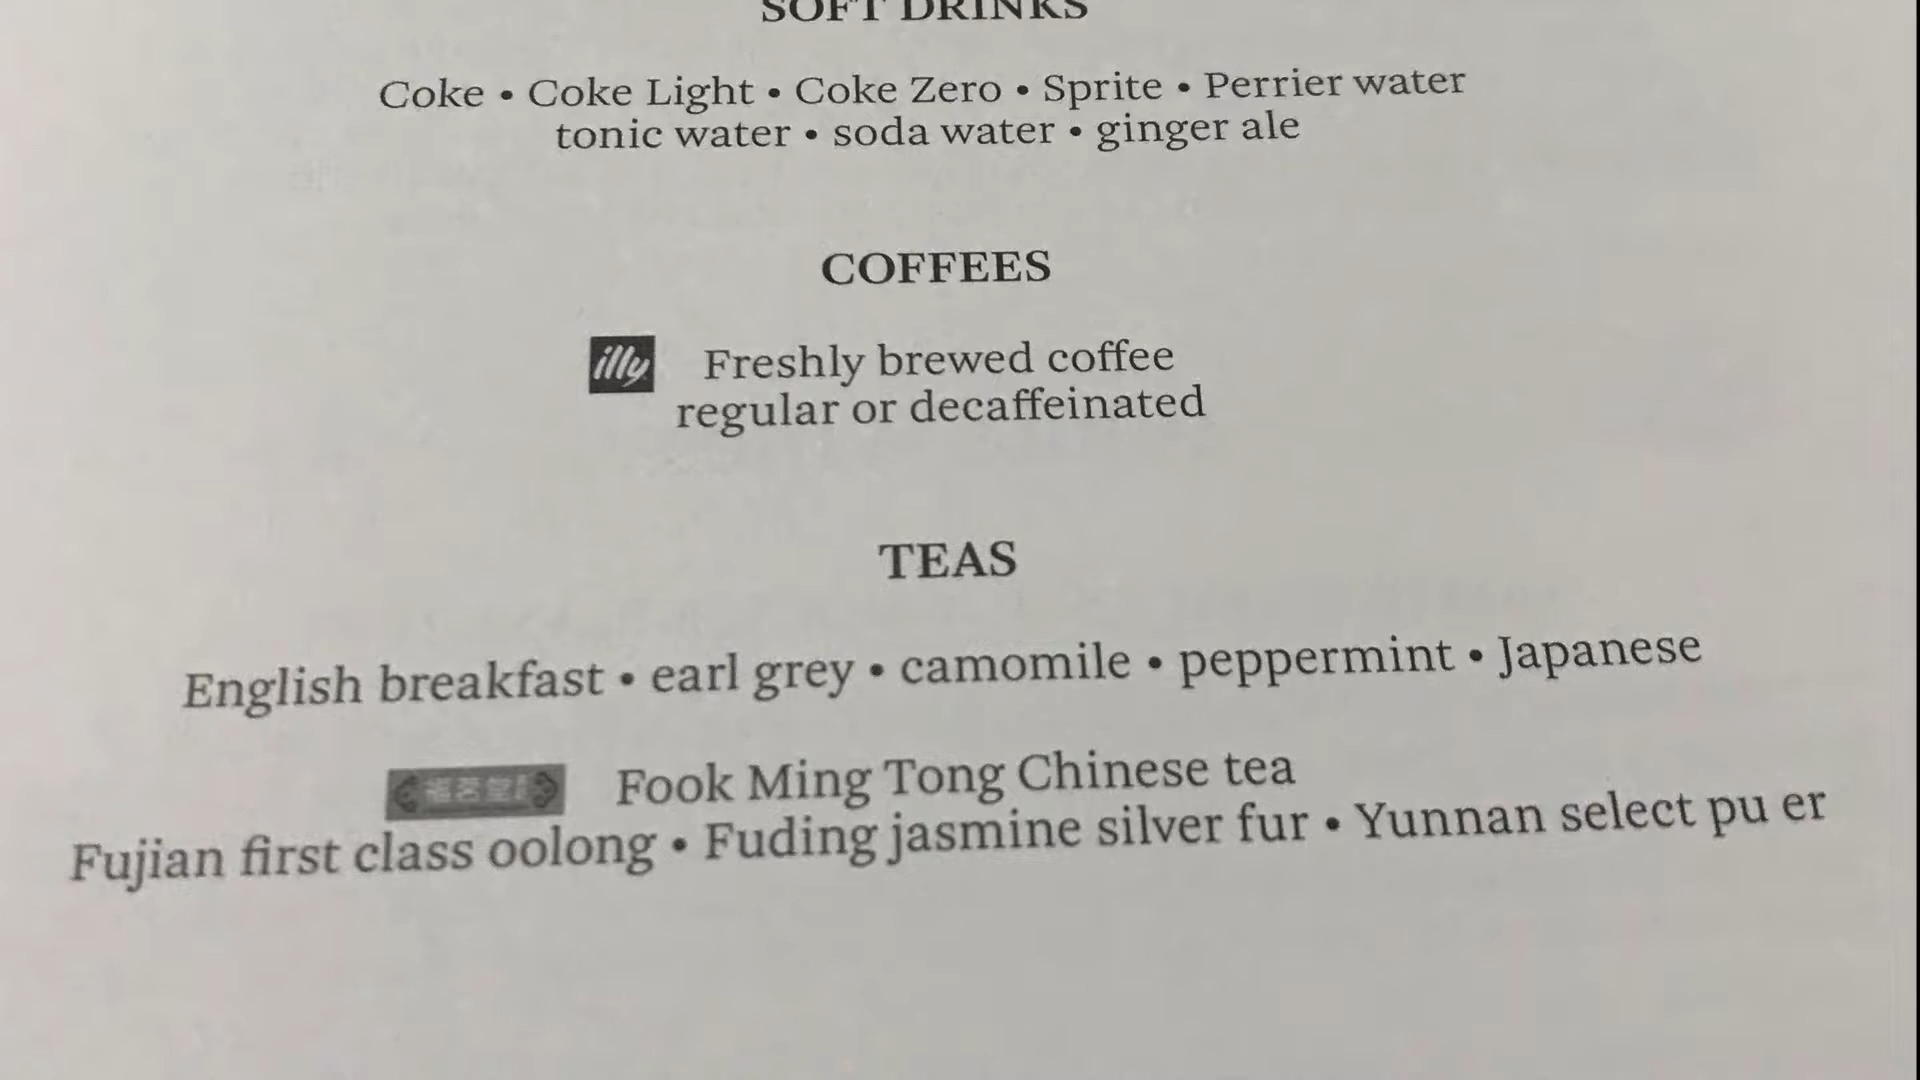 SOFT DRINKS
Coke • Coke Light • Coke Zero • Sprite • Perrier water
tonic water • soda water • ginger ale
COFFEES
illy Freshly brewed coffee
regular or decaffeinated
TEAS
English breakfast • earl grey • camomile • peppermint • Japanese
Fook Ming Tong Chinese tea
Fujian first class oolong • Fuding jasmine silver fur • Yunnan select pu er